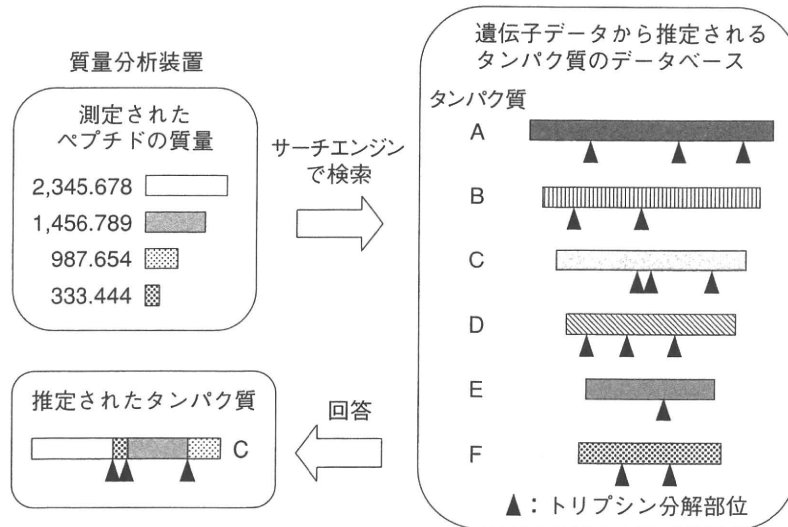 質量分析装置
測定された
ペプチドの質量
2,345.678
1,456.789
987.654
333.444
サーチエンジン
で検索
遺伝子データから推定される
タンパク質のデータベース
タンパク質
A
B
C
D
E
F
▲：トリプシン分解部位
回答
推定されたタンパク質
C